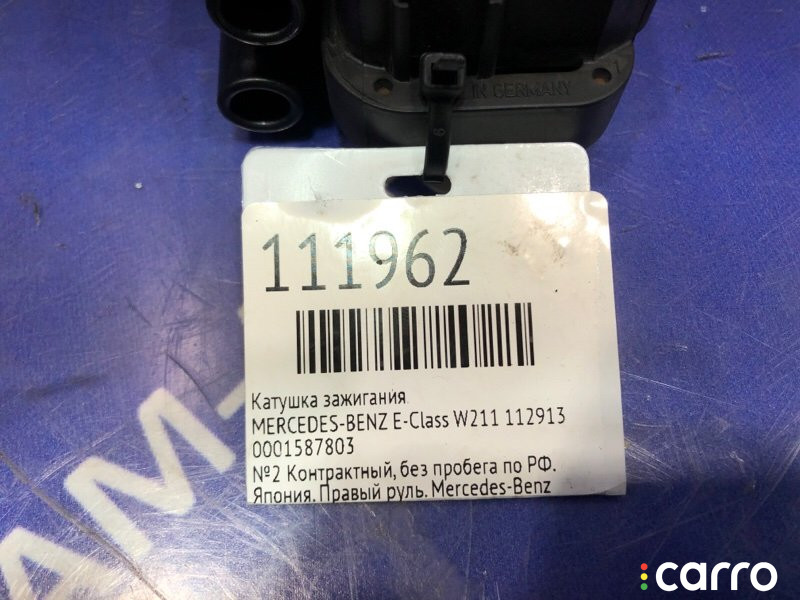 IN GERMANY
111962
Катушка зажигания
MERCEDES-BENZ E-Class W211 112913
0001587803
№2 Контрактный, без пробега по РФ.
Япония. Правый руль. Mercedes-Benz
AM-
carro